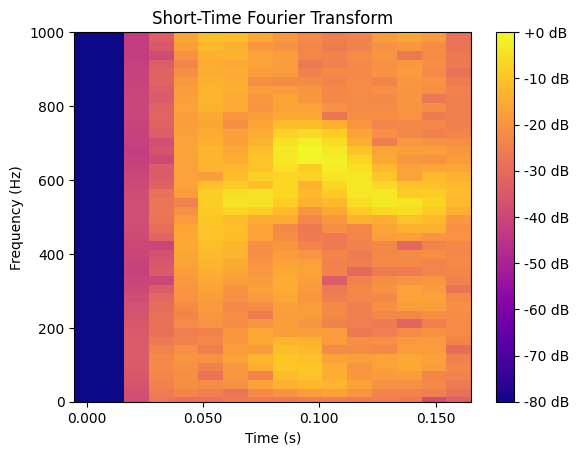 Short-Time Fourier Transform
Frequency (Hz)
1000
800
600
400
200
0
0.000 0.050 0.100 0.150
Time (s)
+0 dB
-10 dB
-20 dB
-30 dB
-40 dB
-50 dB
-60 dB
-70 dB
-80 dB